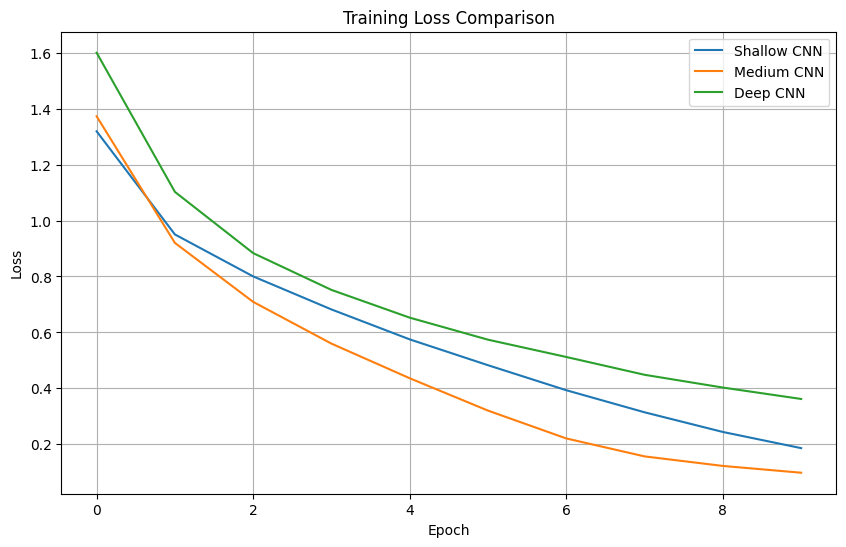 Training Loss Comparison
Shallow CNN
Medium CNN
Deep CNN
1.6
1.4
1.2
1.0
0.8
0.6
0.4
0.2
Loss
0 2 4 6 8
Epoch